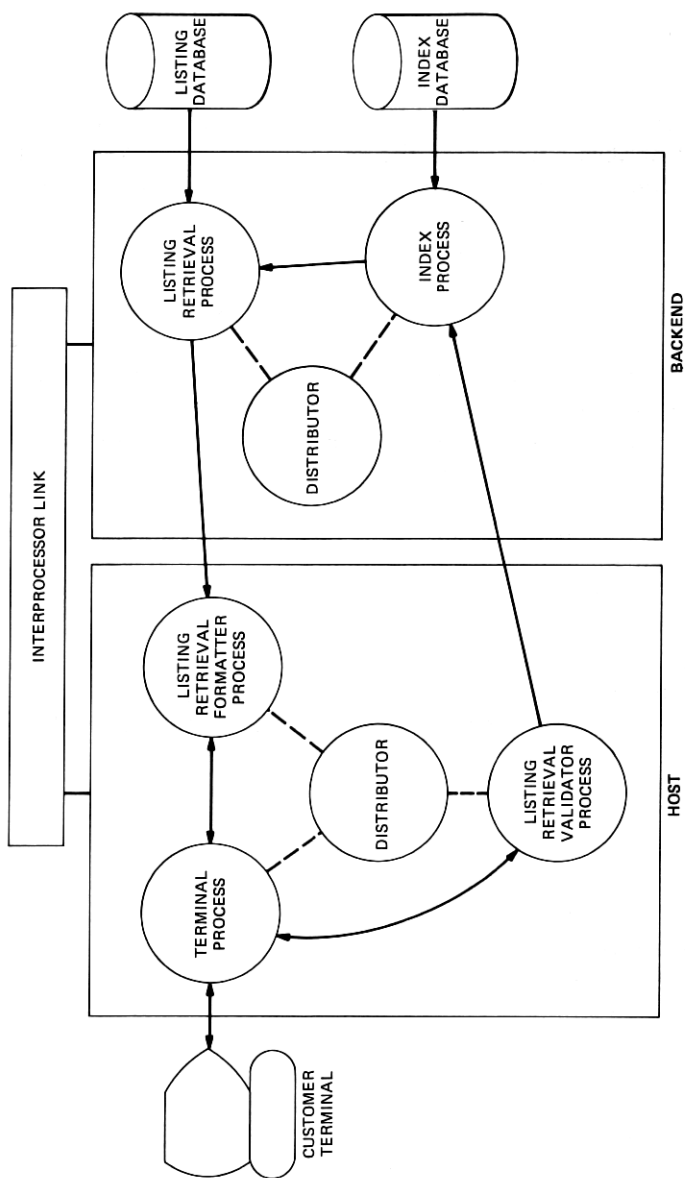 INTERPROCESSOR LINK
CUSTOMER
TERMINAL
TERMINAL
PROCESS
LISTING
RETRIEVAL
FORMATTER
PROCESS
DISTRIBUTOR
LISTING
RETRIEVAL
VALIDATOR
PROCESS
HOST
LISTING
RETRIEVAL
PROCESS
DISTRIBUTOR
INDEX
PROCESS
BACKEND
LISTING
DATABASE
INDEX
DATABASE